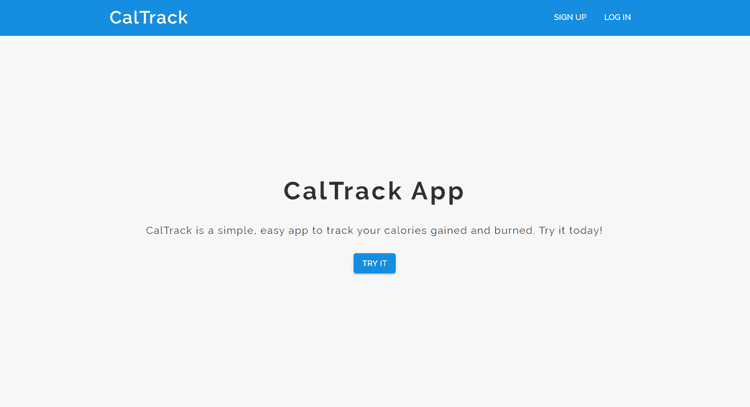 CalTrack
SIGN UP LOG IN
CalTrack App
CalTrack is a simple, easy app to track your calories gained and burned. Try it today!
TRY IT